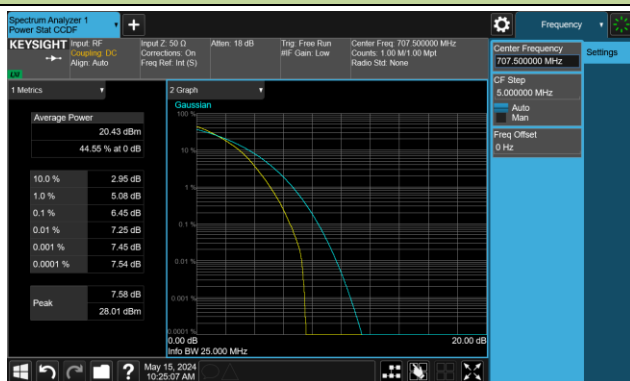 Spectrum Analyzer 1
Power Stat CCDF
Frequency
KEYSIGHT
Input: RF
Coupling: DC
Align: Auto
Input Z: 50 Ω
Corrections: On
Freq Ref: Int (S)
Atten: 18 dB
Trig: Free Run
#IF Gain: Low
Center Freq: 707.500000 MHz
Counts: 1.00 M/1.00 Mpt
Radio Std: None
Center Frequency
707.500000 MHz
Settings
CF Step
5.000000 MHz
Auto
Man
Freq Offset
0 Hz
1 Metrics
Average Power
20.43 dBm
44.55 % at 0 dB
10.0 % 2.95 dB
1.0 % 5.08 dB
0.1 % 6.45 dB
0.01 % 7.25 dB
0.001 % 7.45 dB
0.0001 % 7.54 dB
Peak
7.58 dB
28.01 dBm
2 Graph
Gaussian
100 %
10 %
1 %
0.1 %
0.01 %
0.001 %
0.0001 %
0.00 dB 20.00 dB
Info BW 25.000 MHz
?
May 15, 2024
10:25:07 AM